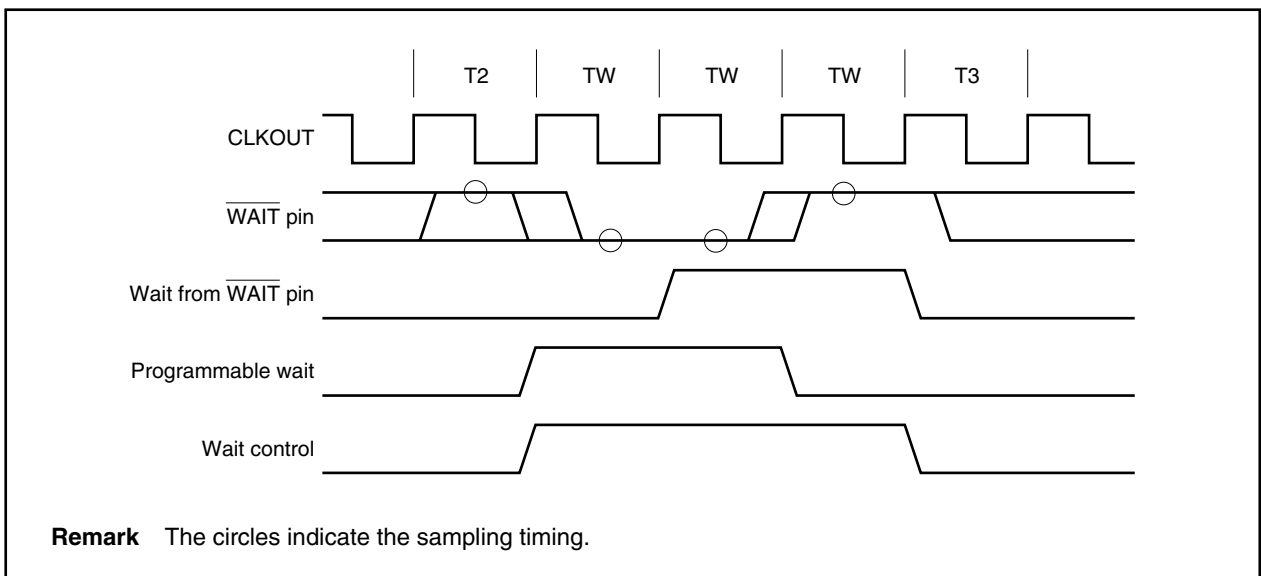 T2 TW TW TW T3
CLKOUT
WAIT pin
Wait from WAIT pin
Programmable wait
Wait control
Remark The circles indicate the sampling timing.